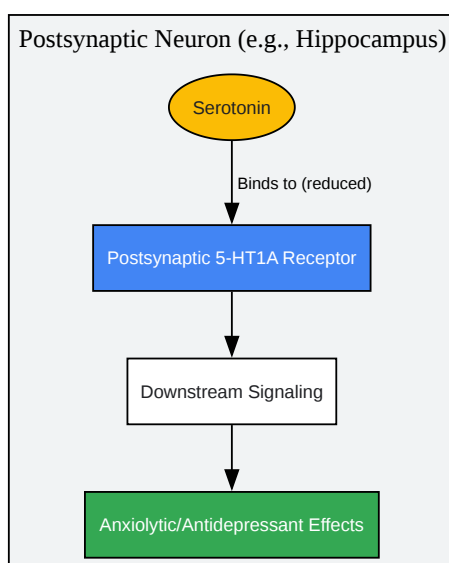 Postsynaptic Neuron (e.g., Hippocampus)
Serotonin
Binds to (reduced)
Postsynaptic 5-HT1A Receptor
Downstream Signaling
Anxiolytic/Antidepressant Effects